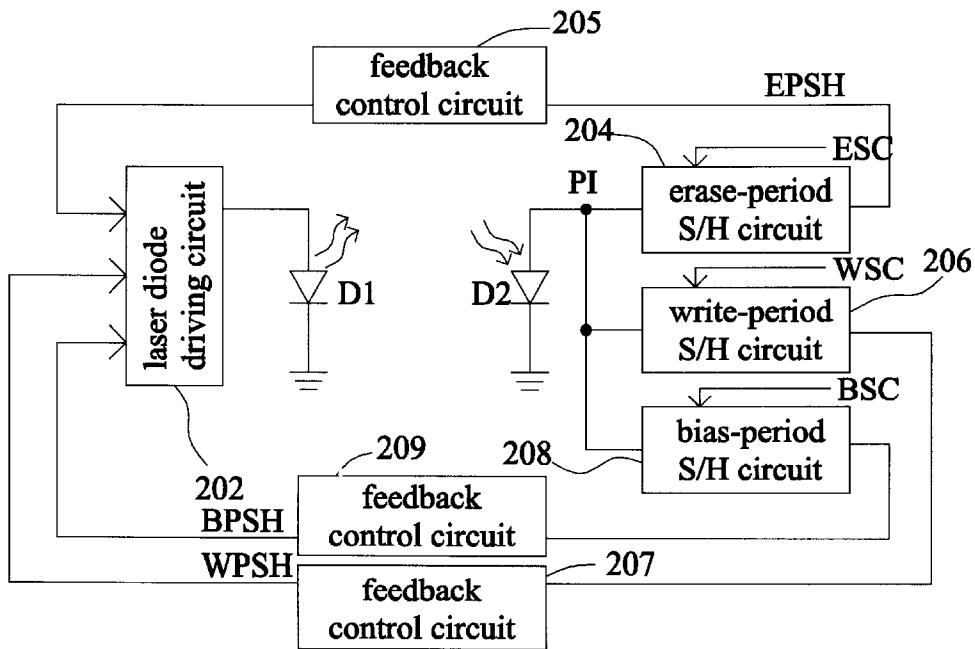 205
feedback
control circuit
EPSH
204
ESC
PI
erase-period
S/H circuit
laser diode
driving circuit
WSC
206
D1
D2
write-period
S/H circuit
BSC
bias-period
S/H circuit
208
202
209
BPSH
feedback
control circuit
WPSH
207
feedback
control circuit